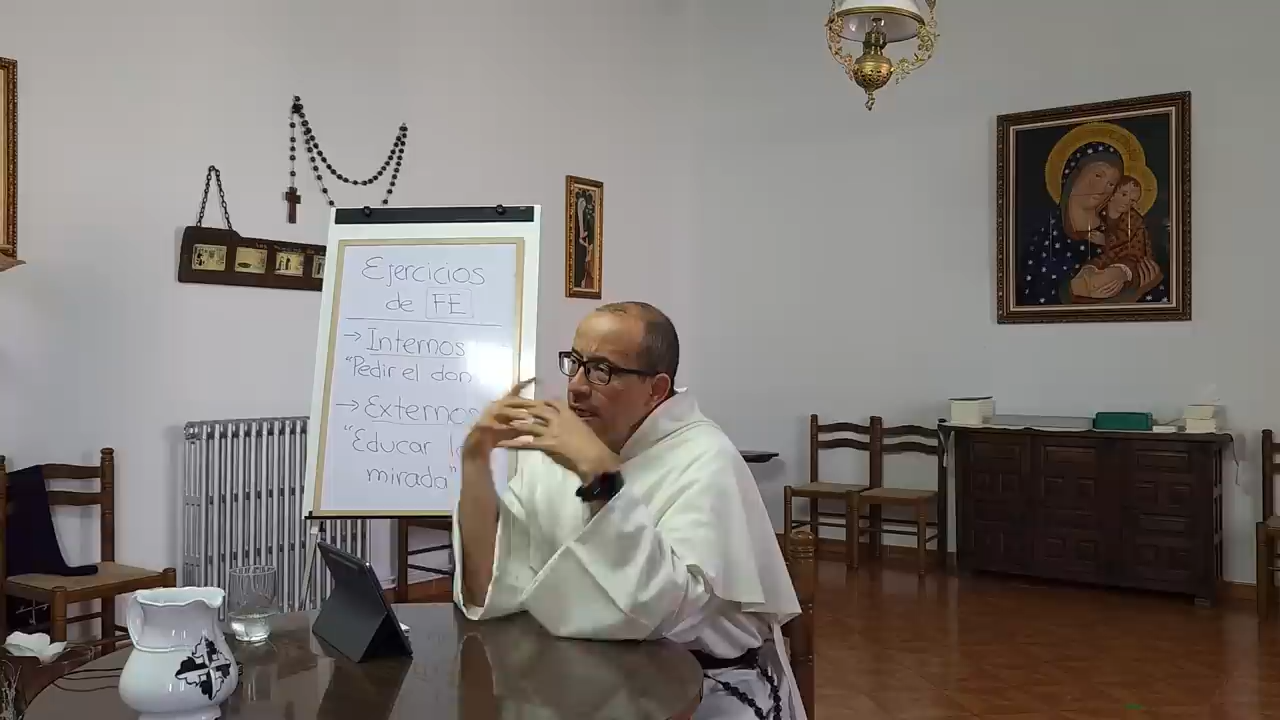 Ejercicios
de FE
→ Internos
"Pedir el don
→ Externos
"Educar
mirada"